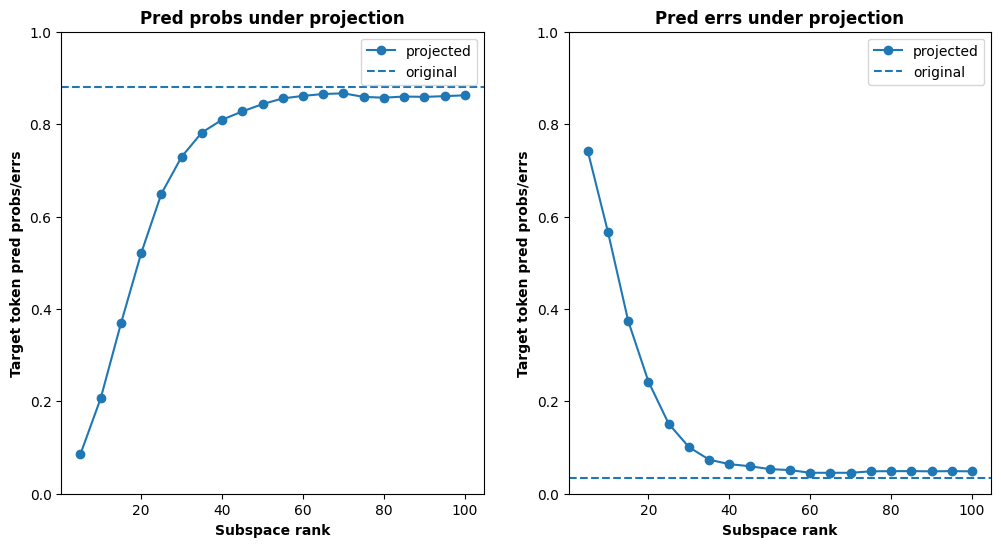 Pred probs under projection
Target token pred probs/errs
1.0
0.8
0.6
0.4
0.2
0.0
20
40
60
80
100
Subspace rank
projected
original
Pred errs under projection
Target token pred probs/errs
1.0
0.8
0.6
0.4
0.2
0.0
20
40
60
80
100
Subspace rank
projected
original